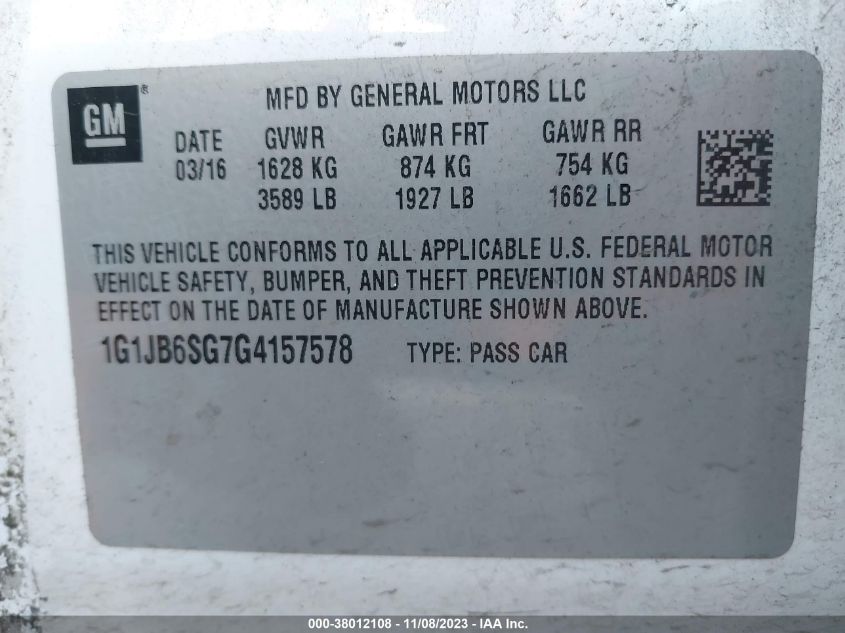 GM®
MFD BY GENERAL MOTORS LLC
DATE GVWR GAWR FRT GAWR RR
03/16 1628 KG 874 KG 754 KG
3589 LB 1927 LB 1662 LB
THIS VEHICLE CONFORMS TO ALL APPLICABLE U.S. FEDERAL MOTOR
VEHICLE SAFETY, BUMPER, AND THEFT PREVENTION STANDARDS IN
EFFECT ON THE DATE OF MANUFACTURE SHOWN ABOVE.
1G1JB6SG7G4157578 TYPE: PASS CAR
000-38012108 - 11/08/2023 - IAA Inc.